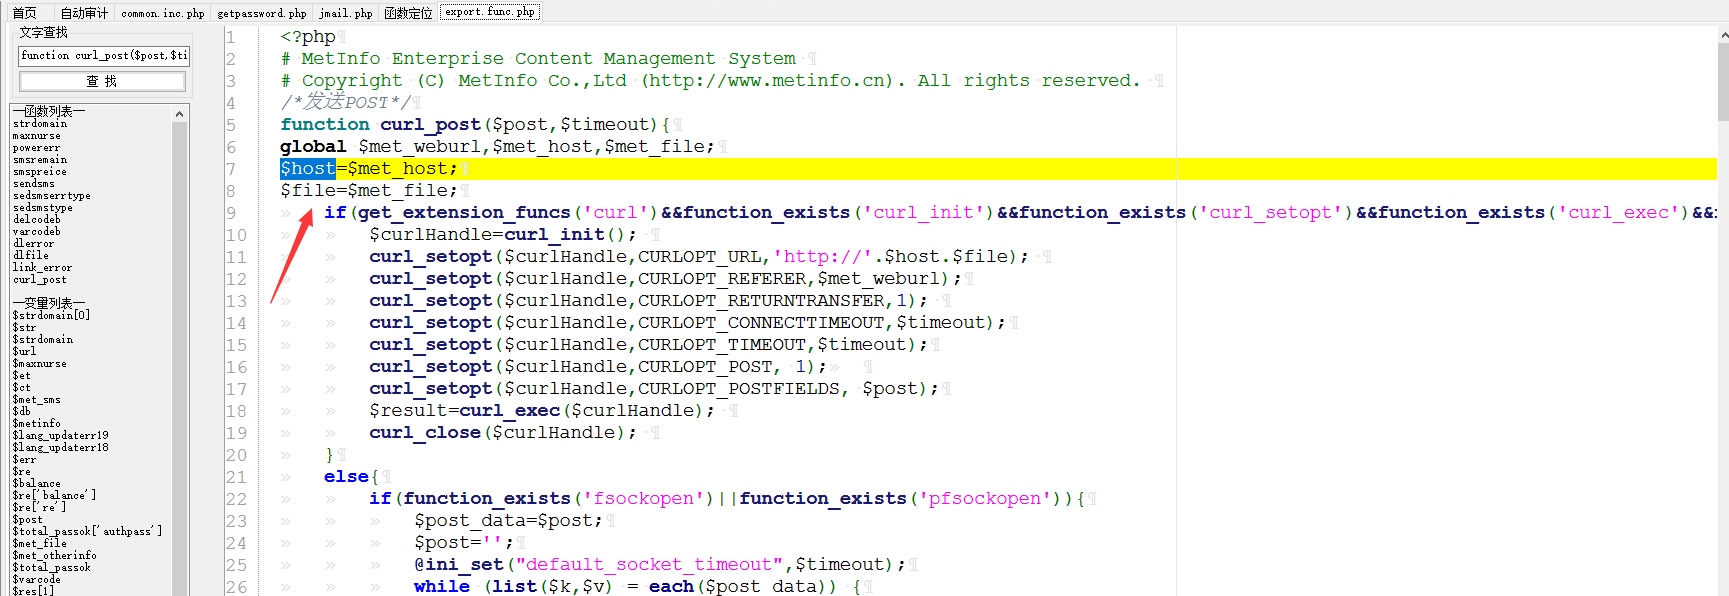 首页 自动审计 common.inc.php getpassword.php jmail.php 函数定位 export.func.php
文字查找
function curl_post($post,$ti
查 找
—函数列表—
strdomain
maxnurse
powererr
smsremain
smspreice
sendsms
sedsmserrtype
sedsmstype
delcodeb
varcodeb
dlerror
dlfile
link_error
curl_post
—变量列表—
$strdomain[0]
$str
$strdomain
$url
$maxnurse
$et
$ct
$met_sms
$db
$metinfo
$lang_updaterr19
$lang_updaterr18
$err
$re
$balance
$re['balance']
$re['re']
$post
$total_passok['authpass']
$met_file
$met_otherinfo
$total_passok
$varcode
$res[1]
1 <?php
2 # MetInfo Enterprise Content Management System
3 # Copyright (C) MetInfo Co.,Ltd (http://www.metinfo.cn). All rights reserved.
4 /*发送POST*/
5 function curl_post($post,$timeout){
6 global $met_weburl,$met_host,$met_file;
7 $host=$met_host;
8 $file=$met_file;
9 if(get_extension_funcs('curl')&&function_exists('curl_init')&&function_exists('curl_setopt')&&function_exists('curl_exec')&&
10 $curlHandle=curl_init();
11 curl_setopt($curlHandle,CURLOPT_URL,'http://'.$host.$file);
12 curl_setopt($curlHandle,CURLOPT_REFERER,$met_weburl);
13 curl_setopt($curlHandle,CURLOPT_RETURNTRANSFER,1);
14 curl_setopt($curlHandle,CURLOPT_CONNECTTIMEOUT,$timeout);
15 curl_setopt($curlHandle,CURLOPT_TIMEOUT,$timeout);
16 curl_setopt($curlHandle,CURLOPT_POST, 1);
17 curl_setopt($curlHandle,CURLOPT_POSTFIELDS, $post);
18 $result=curl_exec($curlHandle);
19 curl_close($curlHandle);
20 }
21 else{
22 if(function_exists('fsockopen')||function_exists('pfsockopen')){
23 $post_data=$post;
24 $post='';
25 @ini_set("default_socket_timeout",$timeout);
26 while (list($k,$v) = each($post_data)) {